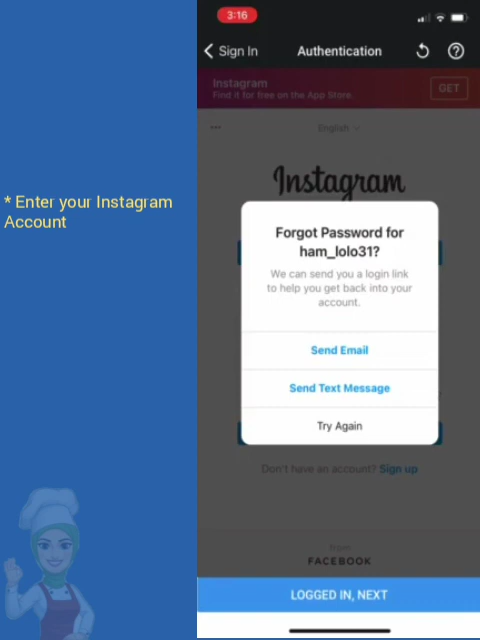 * Enter your Instagram
Account
3:16
Sign In
Authentication
Instagram
Find it for free on the App Store.
GET
English
Instagram
Forgot Password for
ham_lolo31?
We can send you a login link
to help you get back into your
account.
Send Email
Send Text Message
Try Again
Don't have an account? Sign up
from
FACEBOOK
LOGGED IN, NEXT